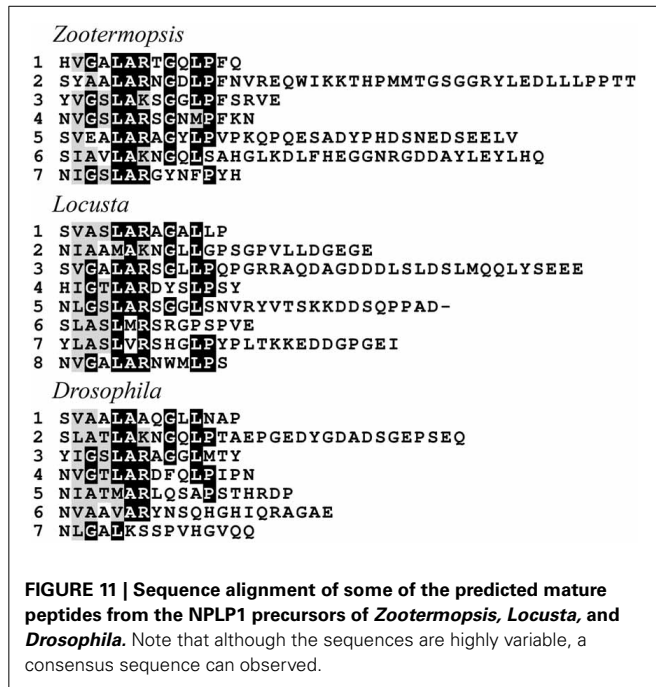 Zootermopsis
1 HVGALARTGQLPFQ
2 SYAALARNGDLPFNVREQWIKKTHPMMTGSGGRYLEDLLLPPTT
3 YVGSLAKSGGLPFSRVE
4 NVGSLARSGNMPFKN
5 SVEALARAGYLPVPKQPQESADYPHDSNEDSEELV
6 SIAVLAKNGQLSAHGLKDLFHEGGNRGDDAYLEYLHQ
7 NIGSLARGYNFPYH
Locusta
1 SVASLARAGALLP
2 NIAAMAKNGLLGPSGPVLLDGEGE
3 SVGALARSGLLPQPGRRAQDAGDDDLSLDSLMQQLYSEEE
4 HIGTLARDYSLPSY
5 NLGSLARSGGLSNVRYVTSKKDDSQPPAD-
6 SLASLMRSRGPSPVE
7 YLASLVRSHGLPYPLTKKEDDGPGEI
8 NVGALARNWMLPS
Drosophila
1 SVAALAAQGLLNAP
2 SLATLAKNGQLPTAEPGEDYGDADSGEPSEQ
3 YIGSLARAGGLMTY
4 NVGTLARDFQLPIPN
5 NIATMARLQSAPSTHRDP
6 NVAAVARYNSQHGHIQRAGAE
7 NLGALKSSPVHGVQQ
FIGURE 11 | Sequence alignment of some of the predicted mature
peptides from the NPLP1 precursors of Zootermopsis, Locusta, and
Drosophila. Note that although the sequences are highly variable, a
consensus sequence can observed.